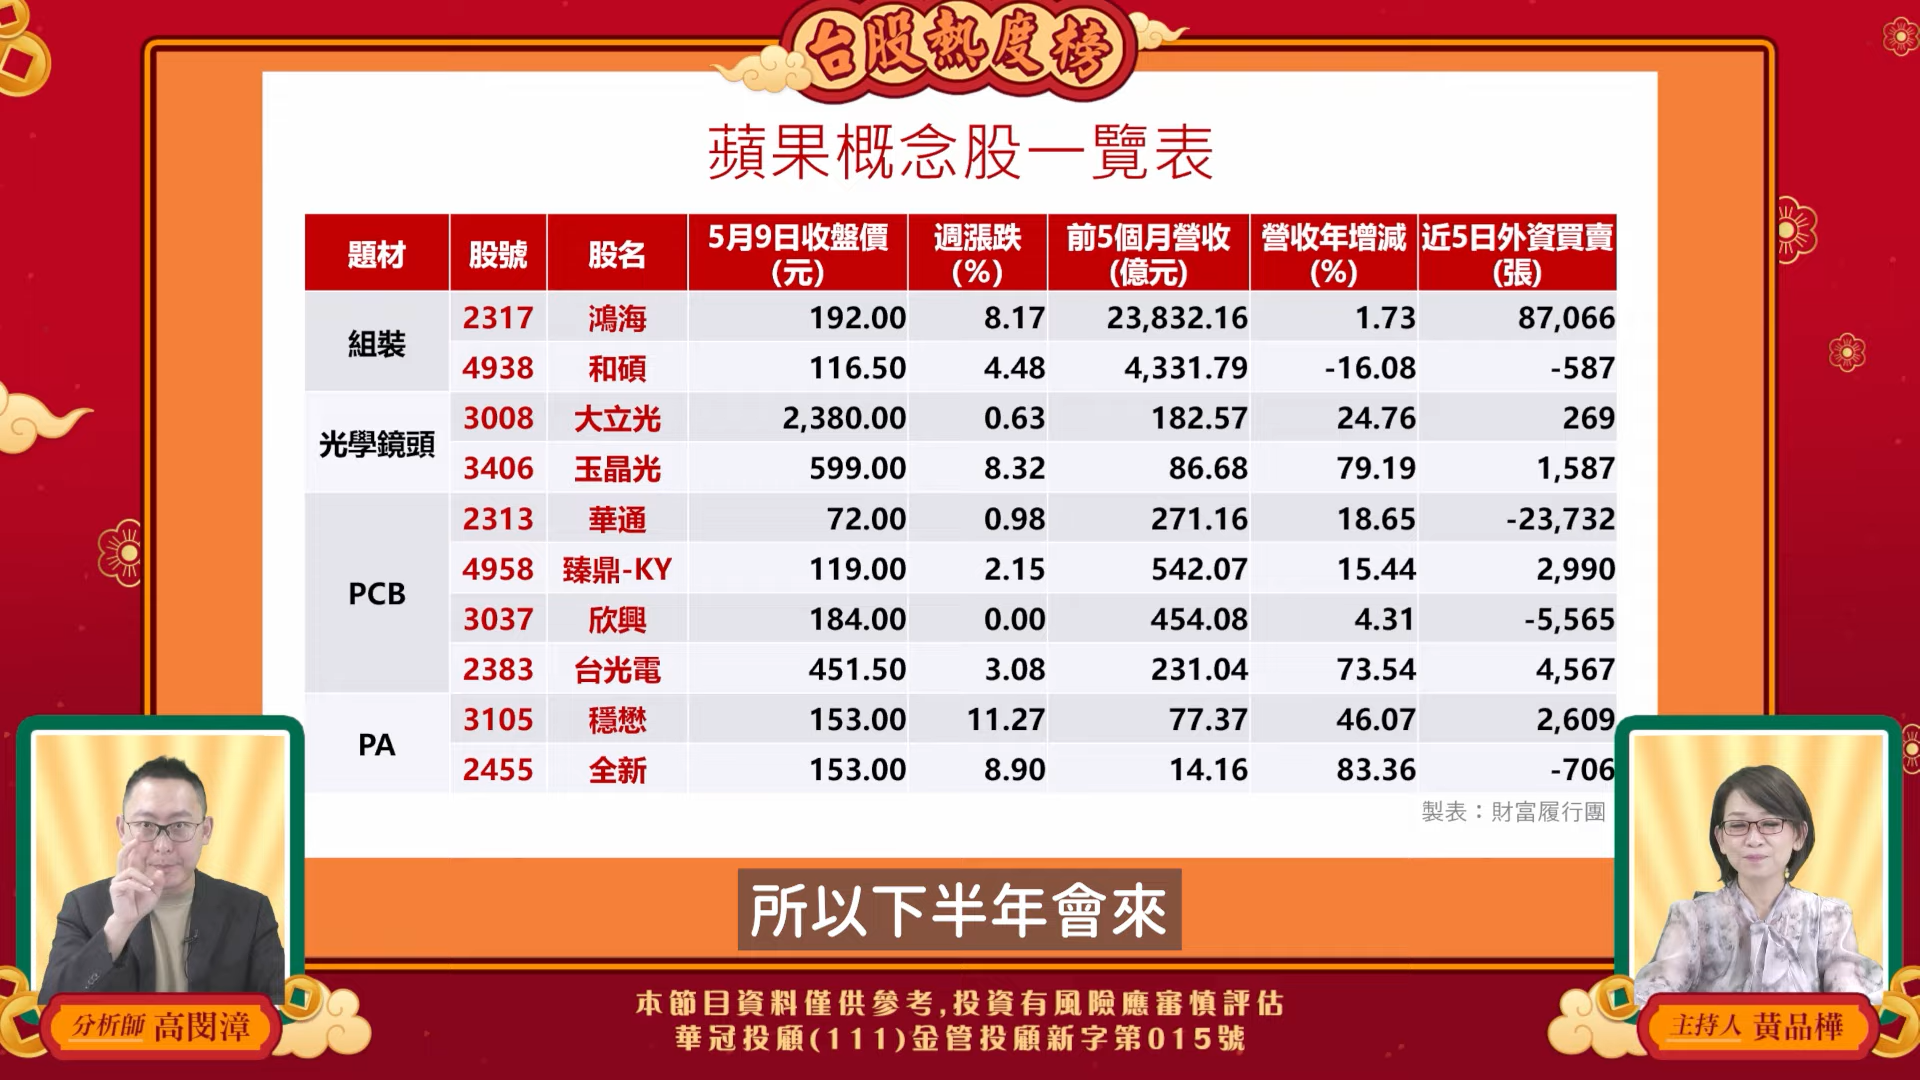 台股熱度榜
蘋果概念股一覽表
題材 股號 股名 5月9日收盤價(元) 週漲跌(%) 前5個月營收(億元) 營收年增減(%) 近5日外資買賣(張)
組裝 2317 鴻海 192.00 8.17 23,832.16 1.73 87,066
4938 和碩 116.50 4.48 4,331.79 -16.08 -587
光學鏡頭 3008 大立光 2,380.00 0.63 182.57 24.76 269
3406 玉晶光 599.00 8.32 86.68 79.19 1,587
PCB 2313 華通 72.00 0.98 271.16 18.65 -23,732
4958 臻鼎-KY 119.00 2.15 542.07 15.44 2,990
3037 欣興 184.00 0.00 454.08 4.31 -5,565
2383 台光電 451.50 3.08 231.04 73.54 4,567
PA 3105 穩懋 153.00 11.27 77.37 46.07 2,609
2455 全新 153.00 8.90 14.16 83.36 -706
製表：財富履行團
所以下半年會來
分析師 高閔漳
主持人 黃品樺
本節目資料僅供參考,投資有風險應審慎評估
華冠投顧(111)金管投顧新字第015號